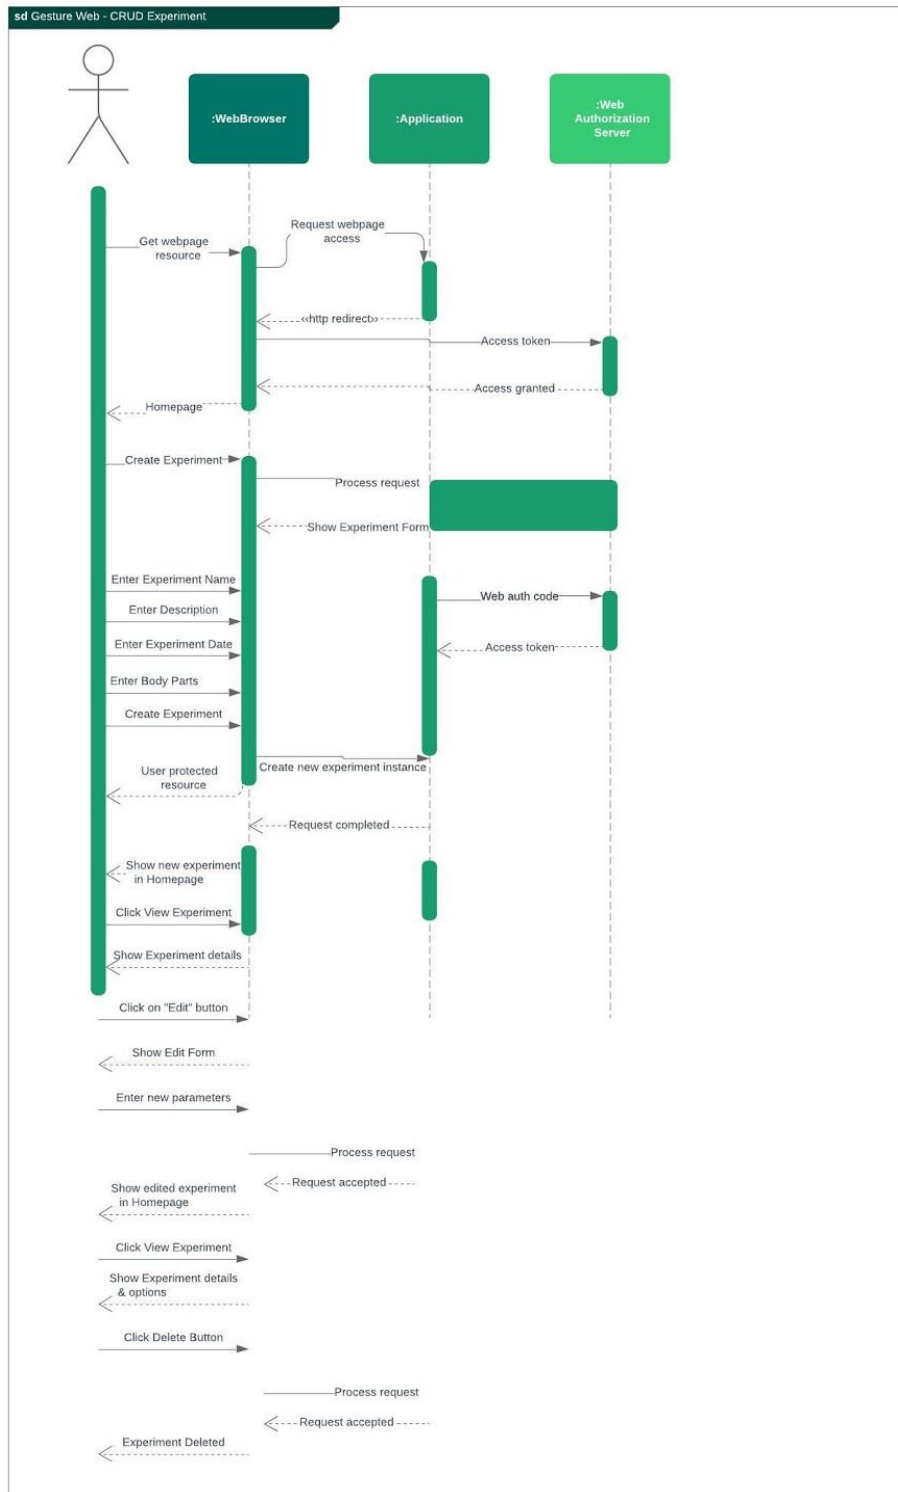 sd Gesture Web - CRUD Experiment
:WebBrowser
:Application
:Web
Authorization
Server
Request webpage
access
Get webpage
resource
‹‹http redirect››
Access token
Access granted
Homepage
Create Experiment
Process request
Show Experiment Form
Enter Experiment Name
Web auth code
Enter Description
Enter Experiment Date
Access token
Enter Body Parts
Create Experiment
Create new experiment instance
User protected
resource
Request completed
Show new experiment
in Homepage
Click View Experiment
Show Experiment details
Click on "Edit" button
Show Edit Form
Enter new parameters
Process request
Request accepted
Show edited experiment
in Homepage
Click View Experiment
Show Experiment details
& options
Click Delete Button
Process request
Request accepted
Experiment Deleted